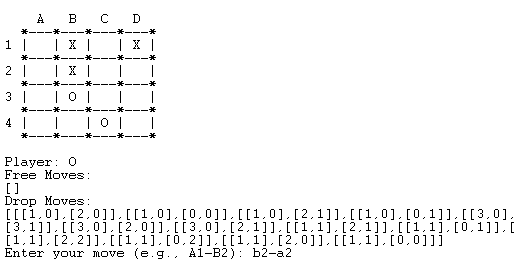 A   B   C   D
  *---*---*---*---*
1 |   | X |   | X |
  *---*---*---*---*
2 |   | X |   |   |
  *---*---*---*---*
3 |   | O |   |   |
  *---*---*---*---*
4 |   |   | O |   |
  *---*---*---*---*
Player: O
Free Moves:
[]
Drop Moves:
[[[1,0],[2,0]],[[1,0],[0,0]],[[1,0],[2,1]],[[1,0],[0,1]],[[3,0],
[3,1]],[[3,0],[2,0]],[[3,0],[2,1]],[[1,1],[2,1]],[[1,1],[0,1]],[
[1,1],[2,2]],[[1,1],[0,2]],[[1,1],[2,0]],[[1,1],[0,0]]]
Enter your move (e.g., A1-B2): b2-a2